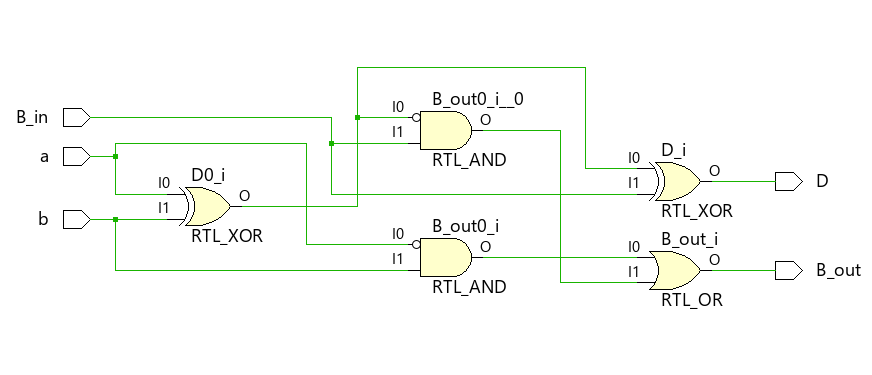 B_out0_i__0
B_in
I0
O
I1
a
RTL_AND
D_i
I0
O
D
I1
D0_i
I0
O
I1
RTL_XOR
b
RTL_XOR
B_out0_i
I0
O
I1
RTL_AND
B_out_i
I0
O
B_out
I1
RTL_OR